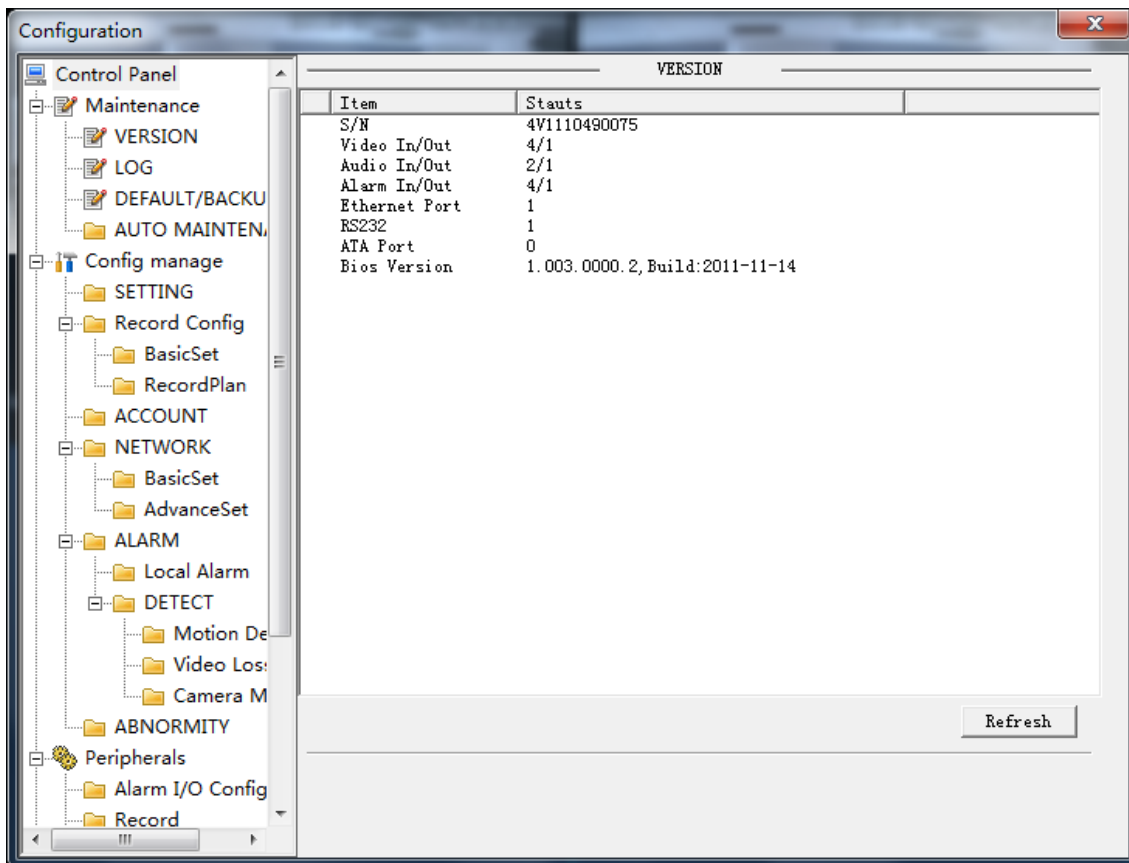 Configuration
Control Panel
Maintenance
VERSION
LOG
DEFAULT/BACKU
AUTO MAINTEN
Config manage
SETTING
Record Config
BasicSet
RecordPlan
ACCOUNT
NETWORK
BasicSet
AdvanceSet
ALARM
Local Alarm
DETECT
Motion De
Video Los
Camera M
ABNORMITY
Peripherals
Alarm I/O Config
Record
VERSION
Item Stauts
S/N 4V1110490075
Video In/Out 4/1
Audio In/Out 2/1
Alarm In/Out 4/1
Ethernet Port 1
RS232 1
ATA Port 0
Bios Version 1.003.0000.2,Build:2011-11-14
Refresh